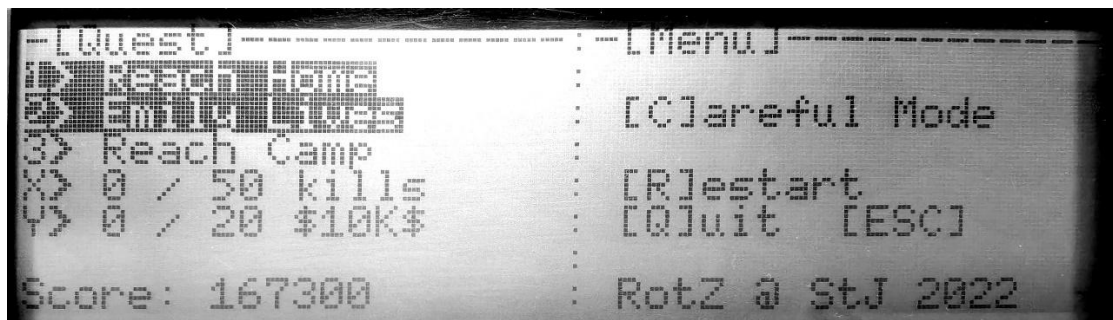 -[Quest]--------------------- : --[Menu]------------------
1> Reach Home :
2> Emily Lives : [C]areful Mode
3> Reach Camp :
X> 0 / 50 kills : [R]estart
Y> 0 / 20 $10K$ : [Q]uit [ESC]
:
Score: 167300 : RotZ @ StJ 2022